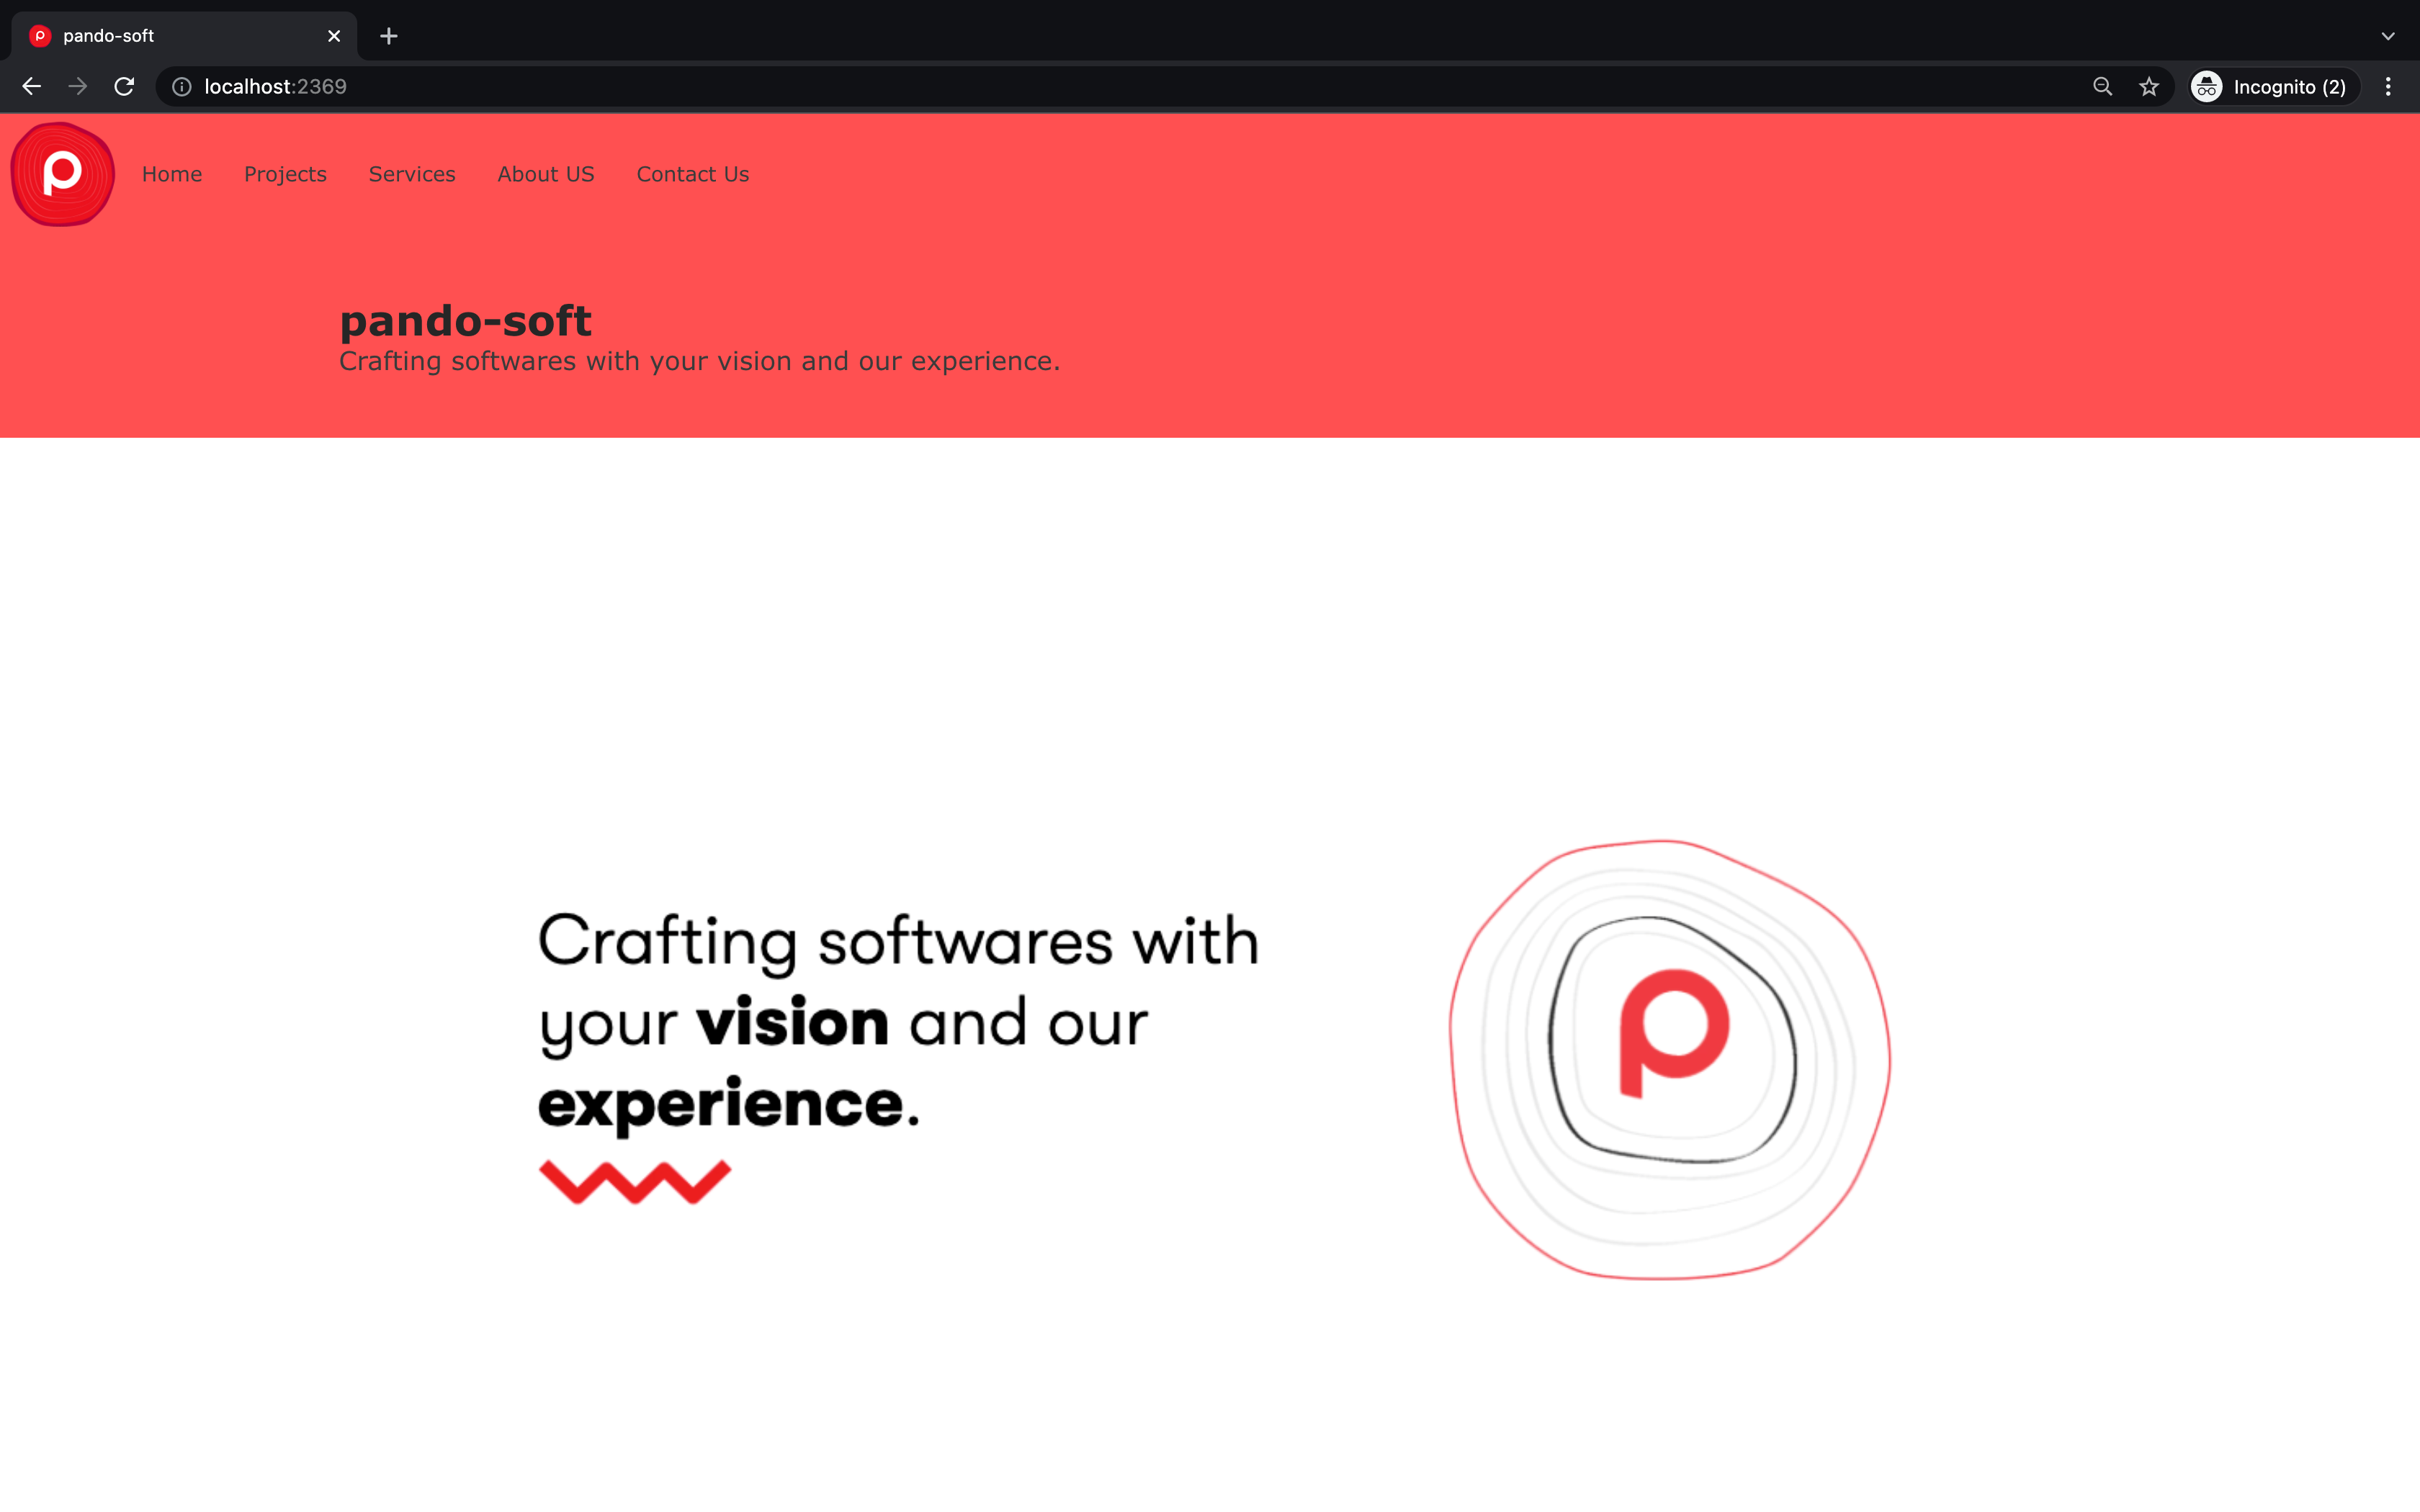 pando-soft
localhost:2369
Incognito (2)
Home Projects Services About US Contact Us
pando-soft
Crafting softwares with your vision and our experience.
Crafting softwares with
your vision and our
experience.